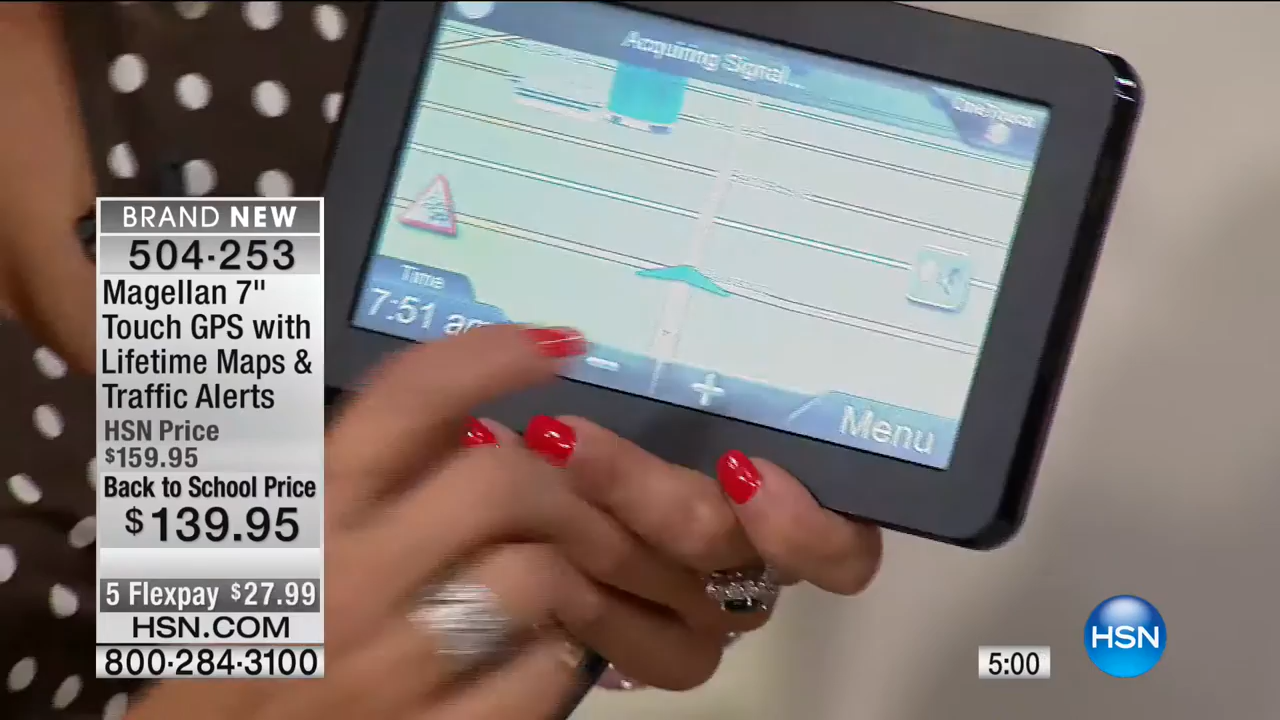 Acquiring Signal...
OneTouch
Time
7:51 am
Menu
BRAND NEW
504-253
Magellan 7"
Touch GPS with
Lifetime Maps &
Traffic Alerts
HSN Price
$159.95
Back to School Price
$139.95
5 Flexpay $27.99
HSN.COM
800-284-3100
5:00
HSN